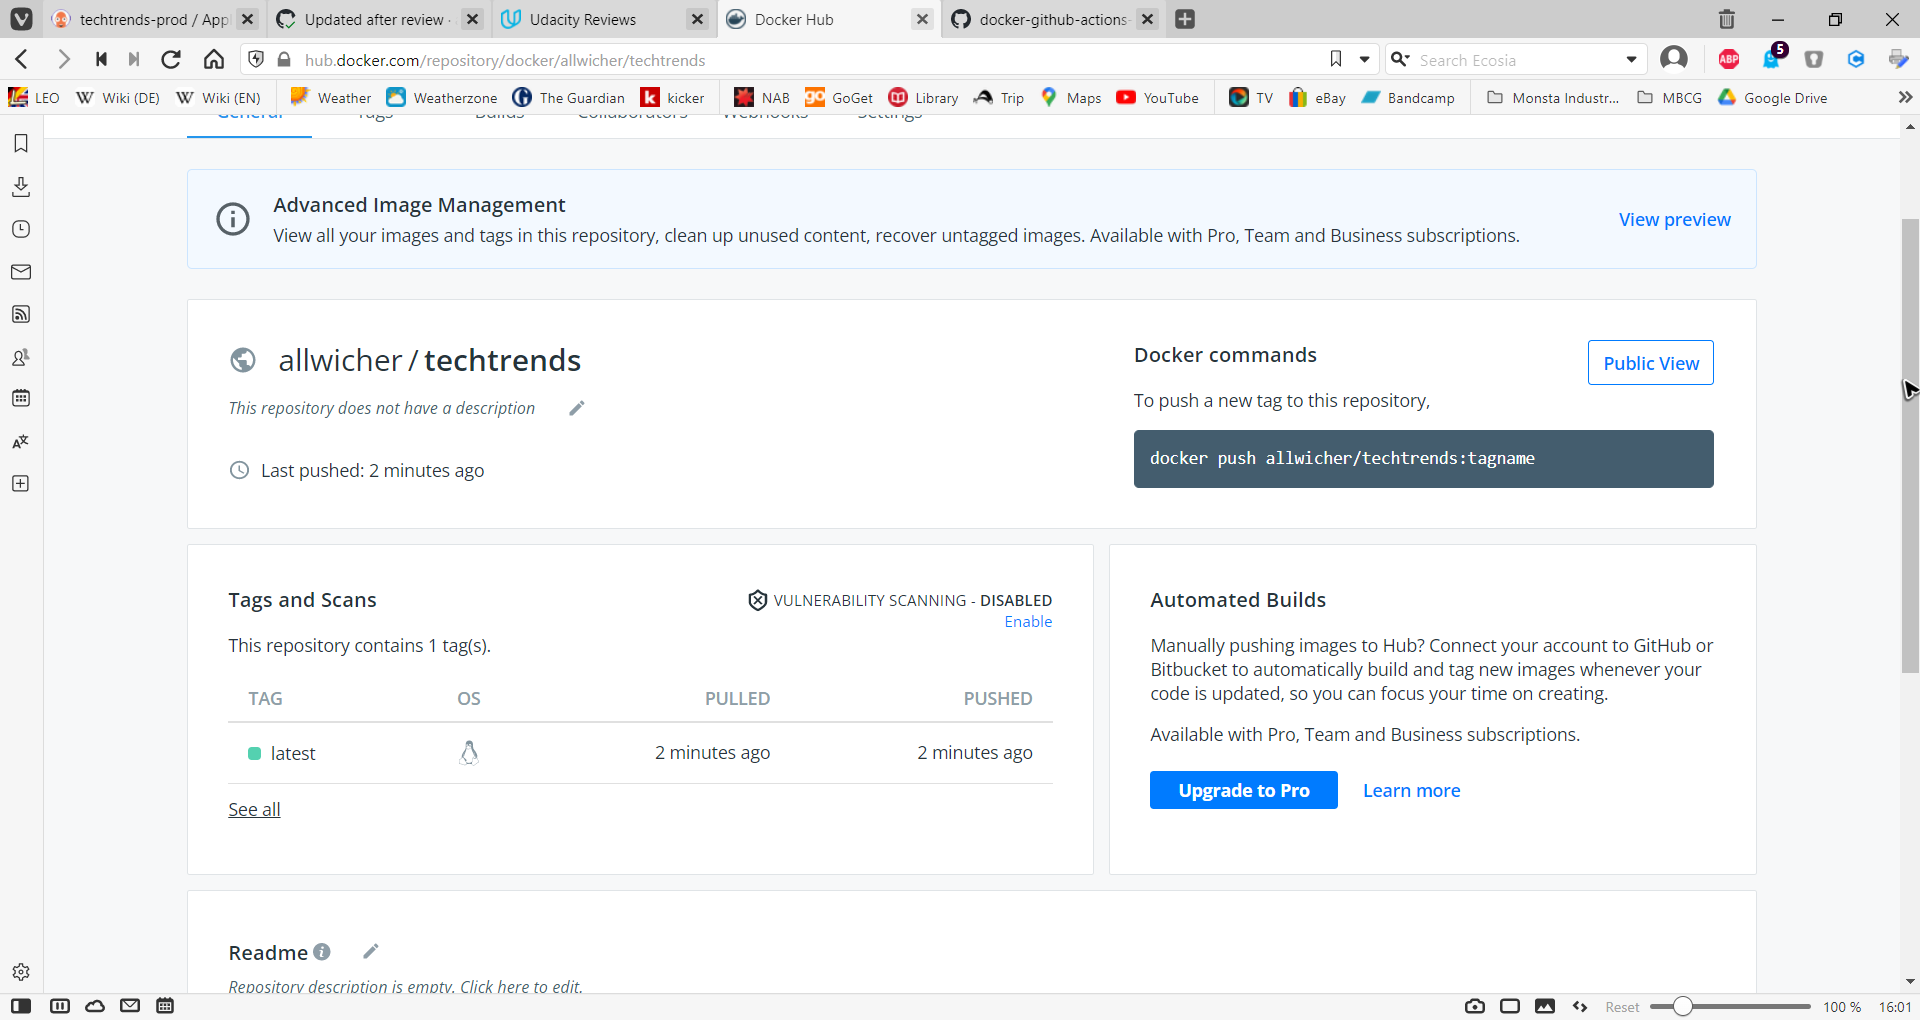 techtrends-prod / Appl
Updated after review ·
Udacity Reviews
Docker Hub
docker-github-actions-
hub.docker.com/repository/docker/allwicher/techtrends
Search Ecosia
ABP
5
LEO
Wiki (DE)
Wiki (EN)
Weather
Weatherzone
The Guardian
kicker
NAB
GoGet
Library
Trip
Maps
YouTube
TV
eBay
Bandcamp
Monsta Industr...
MBCG
Google Drive
General
Tags
Builds
Collaborators
Webhooks
Settings
Advanced Image Management
View all your images and tags in this repository, clean up unused content, recover untagged images. Available with Pro, Team and Business subscriptions.
View preview
allwicher / techtrends
This repository does not have a description
Last pushed: 2 minutes ago
Docker commands
Public View
To push a new tag to this repository,
docker push allwicher/techtrends:tagname
Tags and Scans
VULNERABILITY SCANNING - DISABLED
Enable
This repository contains 1 tag(s).
TAG OS PULLED PUSHED
latest 2 minutes ago 2 minutes ago
See all
Automated Builds
Manually pushing images to Hub? Connect your account to GitHub or
Bitbucket to automatically build and tag new images whenever your
code is updated, so you can focus your time on creating.
Available with Pro, Team and Business subscriptions.
Upgrade to Pro
Learn more
Readme
Repository description is empty. Click here to edit.
Reset
100 %
16:01